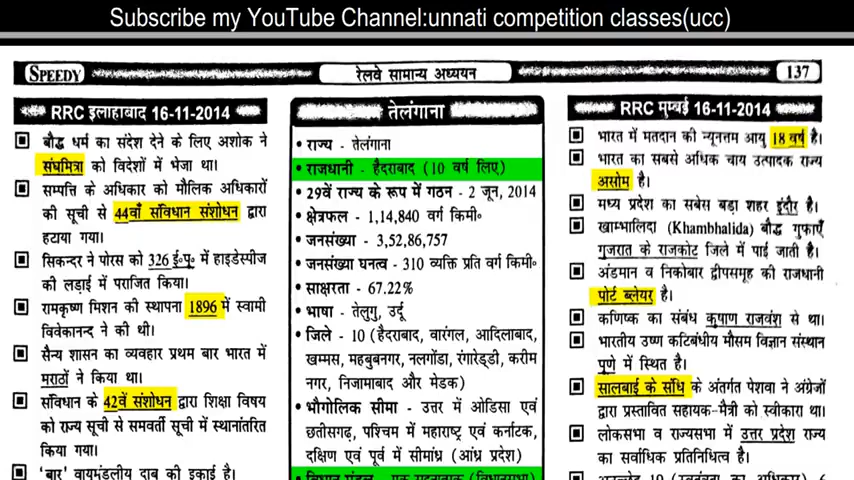 Subscribe my YouTube Channel:unnati competition classes(ucc)
SPEEDY
रेलवे सामान्य अध्ययन
137
RRC इलाहाबाद 16-11-2014
बौद्ध धर्म का संदेश देने के लिए अशोक ने
संघमित्रा को विदेशों में भेजा था।
सम्पत्ति के अधिकार को मौलिक अधिकारों
की सूची से 44वाँ संविधान संशोधन द्वारा
हटाया गया।
सिकन्दर ने पोरस को 326 ई०पू० में हाइडेस्पीज
की लड़ाई में पराजित किया।
रामकृष्ण मिशन की स्थापना 1896 में स्वामी
विवेकानन्द ने की थी।
सैन्य शासन का व्यवहार प्रथम बार भारत में
मराठों ने किया था।
संविधान के 42वें संशोधन द्वारा शिक्षा विषय
को राज्य सूची से समवर्ती सूची में स्थानांतरित
किया गया।
'बार' वायुमंडलीय दाब की इकाई है।
तेलंगाना
• राज्य - तेलंगाना
• राजधानी - हैदराबाद (10 वर्ष लिए)
• 29वें राज्य के रूप में गठन - 2 जून, 2014
• क्षेत्रफल - 1,14,840 वर्ग किमी०
• जनसंख्या - 3,52,86,757
• जनसंख्या घनत्व - 310 व्यक्ति प्रति वर्ग किमी०
• साक्षरता - 67.22%
• भाषा - तेलुगु, उर्दू
• जिले - 10 (हैदराबाद, वारंगल, आदिलाबाद,
खम्मस, महबुबनगर, नलगोंडा, रंगारेड्डी, करीम
नगर, निजामाबाद और मेडक)
• भौगोलिक सीमा - उत्तर में ओडिसा एवं
छतीसगढ़, पश्चिम में महाराष्ट्र एवं कर्नाटक,
दक्षिण एवं पूर्व में सीमांध्र (आंध्र प्रदेश)
RRC मुम्बई 16-11-2014
भारत में मतदान की न्यूनतम आयु 18 वर्ष है।
भारत का सबसे अधिक चाय उत्पादक राज्य
असोम है।
मध्य प्रदेश का सबेस बड़ा शहर इंदौर है।
खाम्भालिदा (Khambhalida) बौद्ध गुफाएँ
गुजरात के राजकोट जिले में पाई जाती है।
अंडमान व निकोबार द्वीपसमूह की राजधानी
पोर्ट ब्लेयर है।
कणिष्क का संबंध कुषाण राजवंश से था।
भारतीय उष्ण कटिबंधीय मौसम विज्ञान संस्थान
पुणे में स्थित है।
सालबाई के संधि के अंतर्गत पेशवा ने अंग्रेजों
द्वारा प्रस्तावित सहायक-मैत्री को स्वीकारा था।
लोकसभा व राज्यसभा में उत्तर प्रदेश राज्य
का सर्वाधिक प्रतिनिधित्व है।